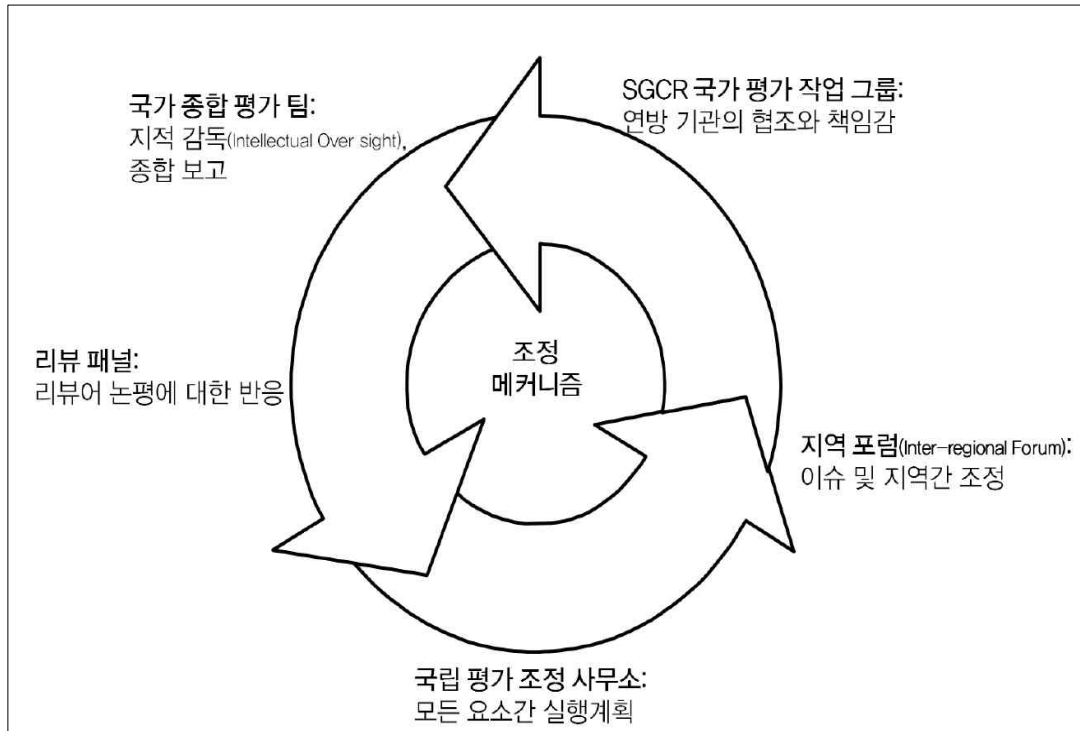 국가 종합 평가 팀:
지적 감독(Intellectual Over sight),
종합 보고
SGCR 국가 평가 작업 그룹:
연방 기관의 협조와 책임감
조정
메커니즘
리뷰 패널:
리뷰어 논평에 대한 반응
지역 포럼(Inter-regional Forum):
이슈 및 지역간 조정
국립 평가 조정 사무소:
모든 요소간 실행계획